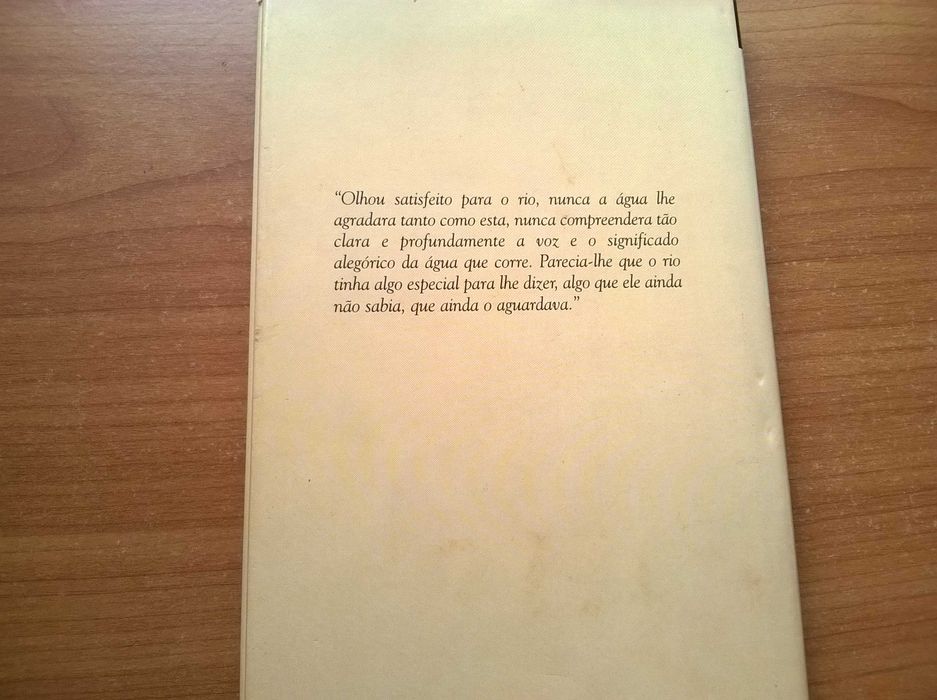 “Olhou satisfeito para o rio, nunca a água lhe
agradara tanto como esta, nunca compreendera tão
clara e profundamente a voz e o significado
alegórico da água que corre. Parecia-lhe que o rio
tinha algo especial para lhe dizer, algo que ele ainda
não sabia, que ainda o aguardava.”